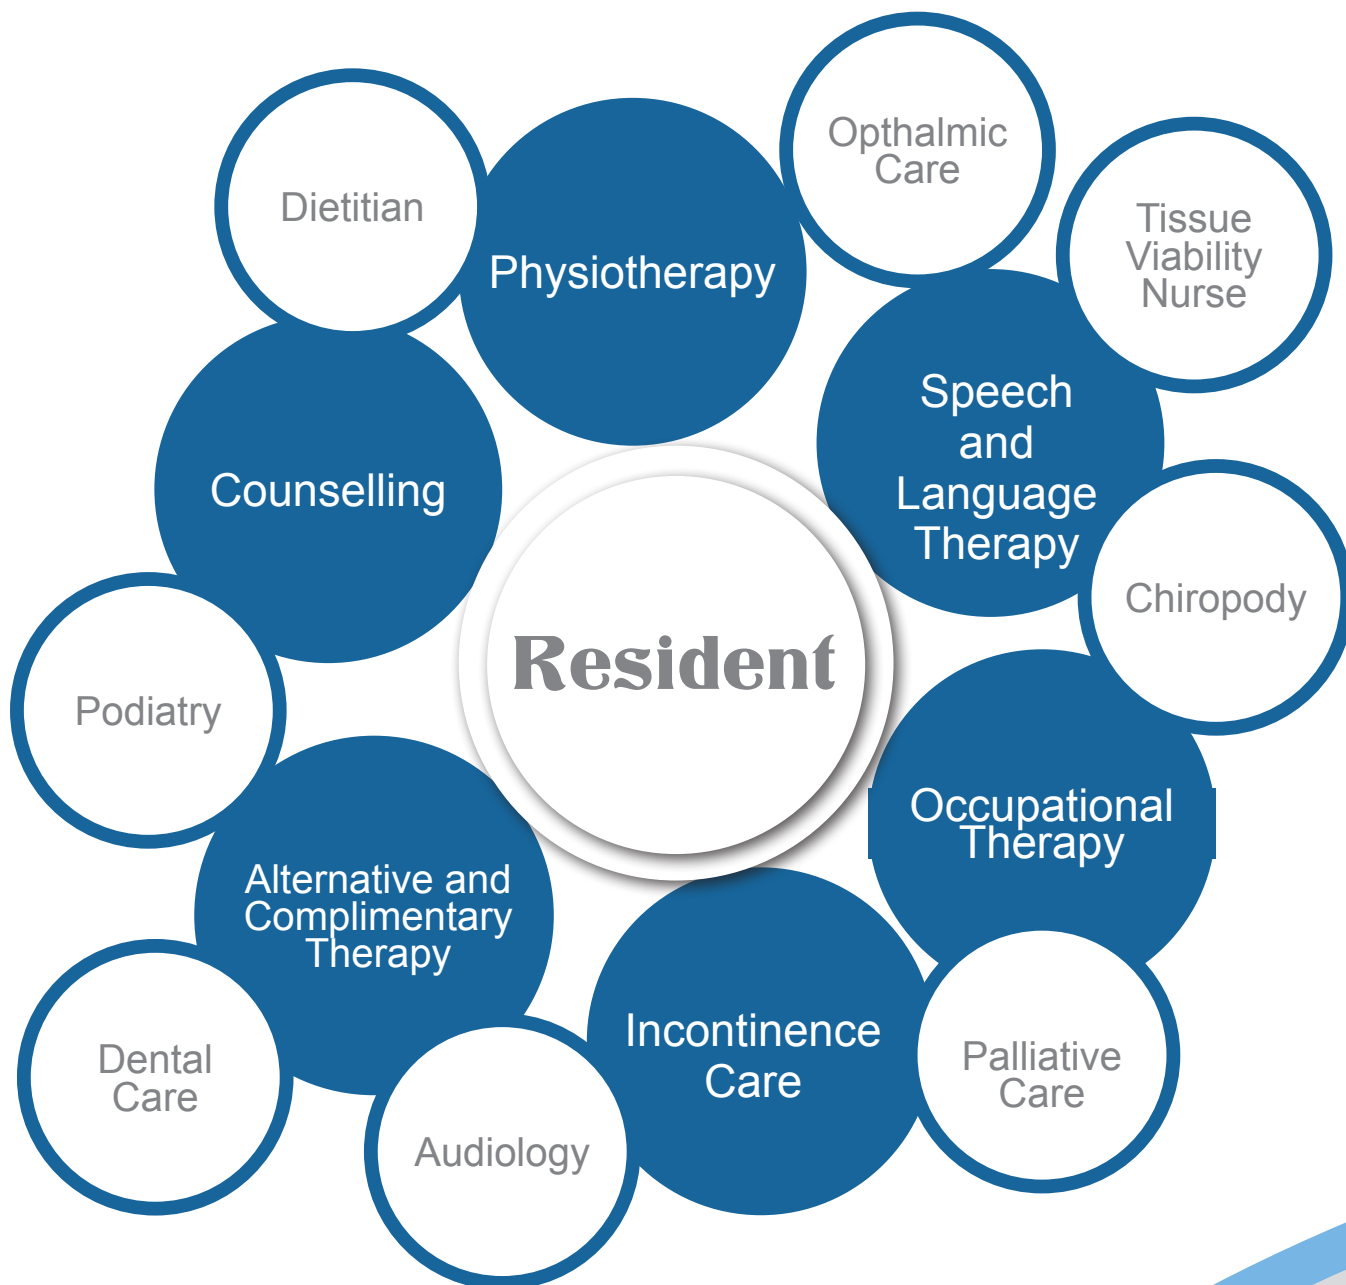 Opthalmic
Care
Dietitian
Tissue
Viability
Nurse
Physiotherapy
Speech
and
Language
Therapy
Counselling
Chiropody
Resident
Podiatry
Occupational
Therapy
Alternative and
Complimentary
Therapy
Incontinence
Care
Palliative
Care
Dental
Care
Audiology